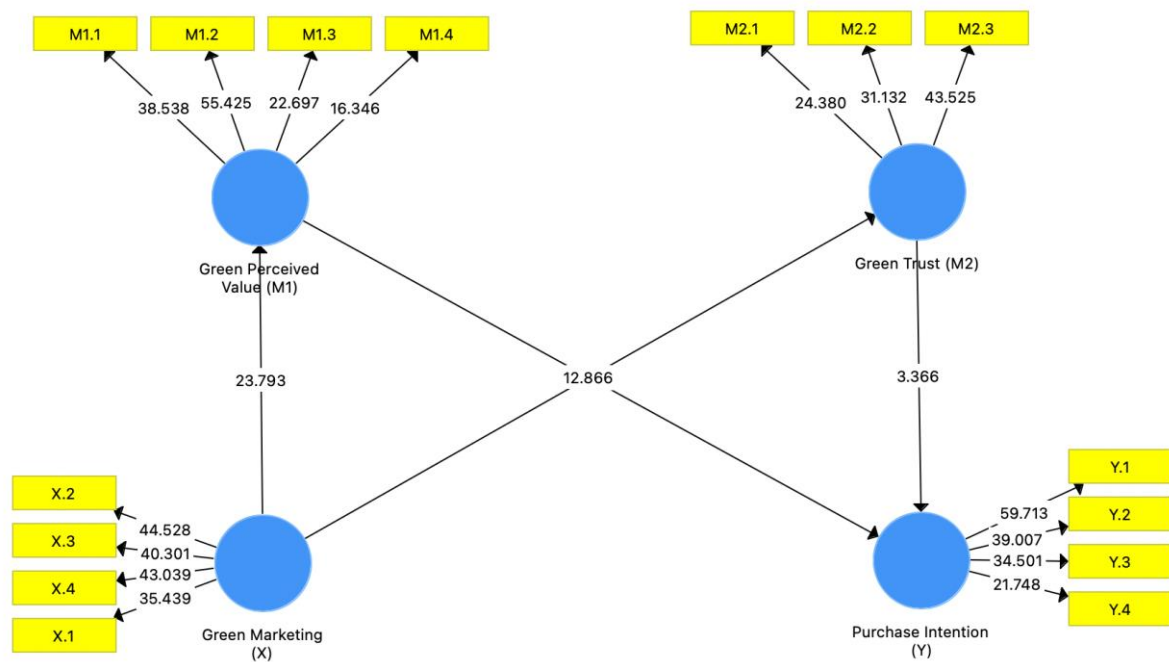 M1.1 M1.2 M1.3 M1.4
M2.1 M2.2 M2.3
38.538 55.425 22.697 16.346
24.380 31.132 43.525
Green Perceived
Value (M1)
Green Trust (M2)
23.793
12.866
3.366
X.2
X.3
X.4
X.1
44.528
40.301
43.039
35.439
Green Marketing
(X)
Y.1
Y.2
Y.3
Y.4
59.713
39.007
34.501
21.748
Purchase Intention
(Y)